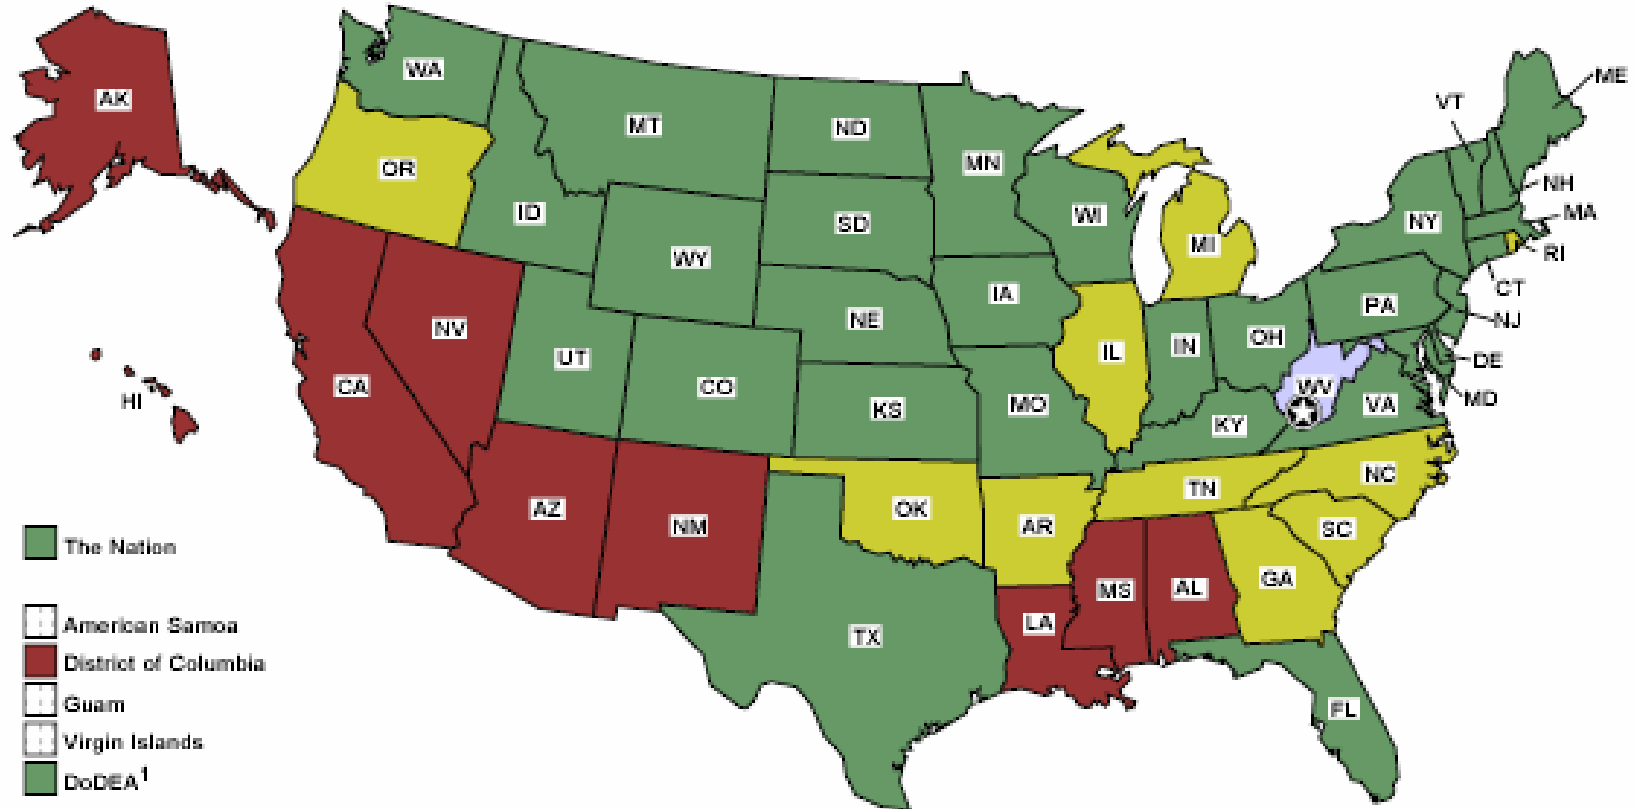 ME
WA
VT
AK
MT
ND
MN
OR
NH
ID
WI
MA
SD
NY
MI
RI
WY
CT
IA
PA
NE
NJ
NV
OH
IN
IL
UT
DE
CA
CO
WV
HI
MO
VA
MD
KS
KY
NC
TN
AZ
OK
NM
AR
SC
The Nation
GA
MS
AL
LA
American Samoa
TX
District of Columbia
Guam
FL
Virgin Islands
DoDEA1